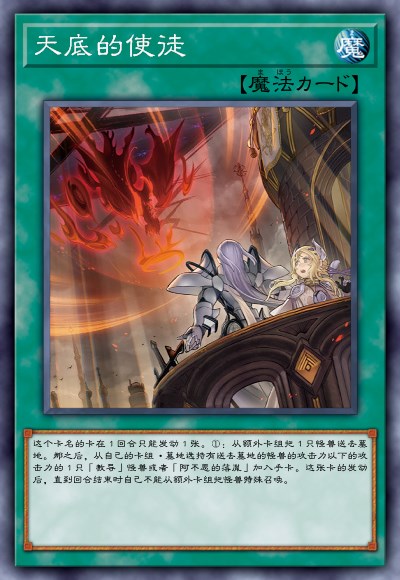 天底的使徒
魔
【魔法カード】
まほう
这个卡名的卡在1回合只能发动1张。①：从额外卡组把1只怪兽送去墓
地。那之后，从自己的卡组·墓地选持有送去墓地的怪兽的攻击力以下的攻
击力的1只「教导」怪兽或者「阿不思的落胤」加入手卡。这张卡的发动
后，直到回合结束时自己不能从额外卡组把怪兽特殊召唤。